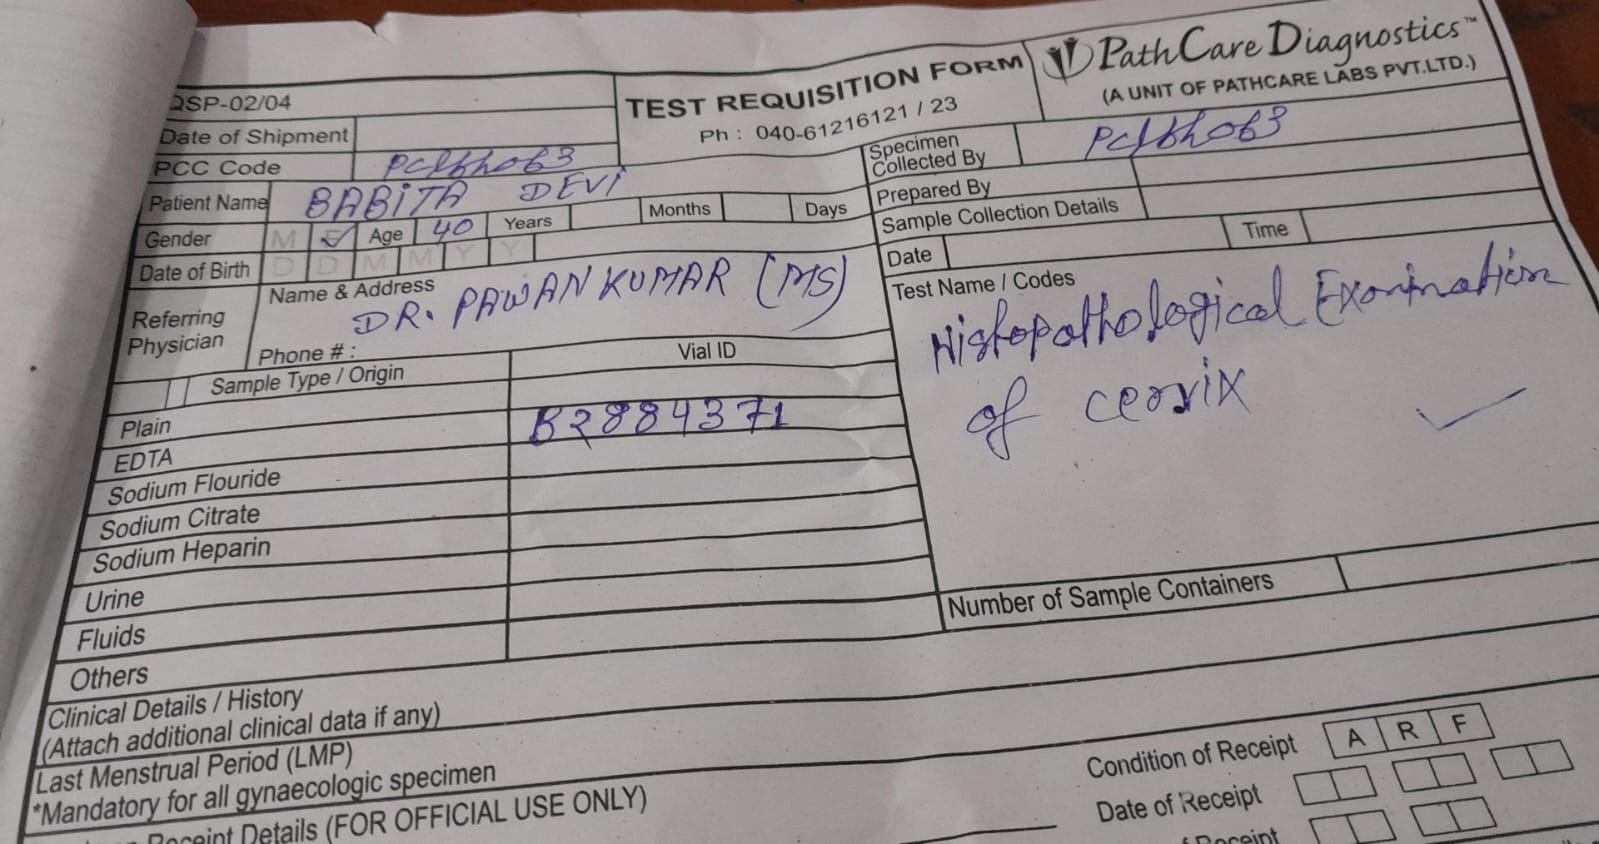 QSP-02/04
TEST REQUISITION FORM
Ph : 040-61216121 / 23
PathCare Diagnostics™
(A UNIT OF PATHCARE LABS PVT.LTD.)
Date of Shipment
PCC Code
Specimen
Collected By
Patient Name BABITA DEVI
Prepared By
Gender M F Age 40 Years Months Days
Sample Collection Details
Date of Birth D D M M Y Y
Date Time
Referring
Physician
Name & Address
DR. PAWAN KUMAR (MS)
Phone # :
Test Name / Codes
Histopathological Examination
of cervix
Sample Type / Origin Vial ID
Plain B2884371
EDTA
Sodium Flouride
Sodium Citrate
Sodium Heparin
Urine
Fluids
Others
Number of Sample Containers
Clinical Details / History
(Attach additional clinical data if any)
Last Menstrual Period (LMP)
*Mandatory for all gynaecologic specimen
Receipt Details (FOR OFFICIAL USE ONLY)
Condition of Receipt A R F
Date of Receipt
Receipt